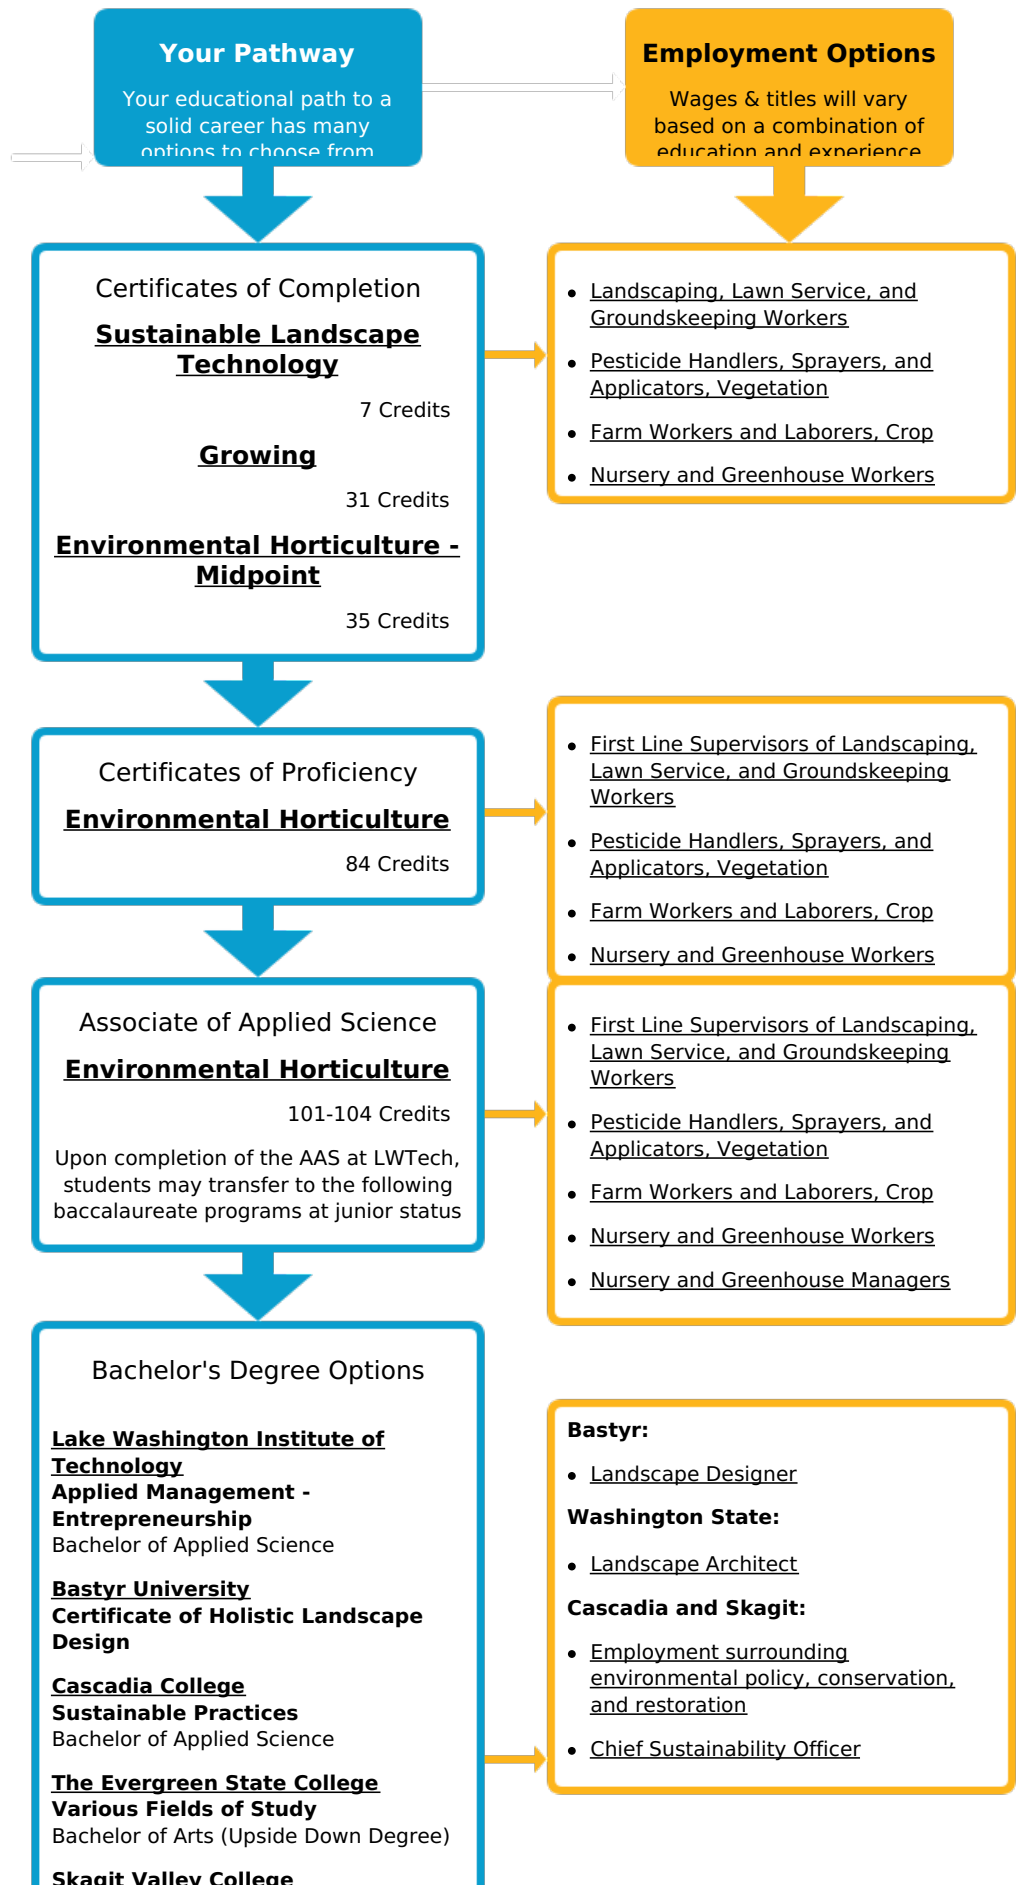 Your Pathway
Your educational path to a
solid career has many
options to choose from
Employment Options
Wages & titles will vary
based on a combination of
education and experience
Certificates of Completion
Sustainable Landscape
Technology
7 Credits
Growing
31 Credits
Environmental Horticulture -
Midpoint
35 Credits
Landscaping, Lawn Service, and
Groundskeeping Workers
Pesticide Handlers, Sprayers, and
Applicators, Vegetation
Farm Workers and Laborers, Crop
Nursery and Greenhouse Workers
Certificates of Proficiency
Environmental Horticulture
84 Credits
First Line Supervisors of Landscaping,
Lawn Service, and Groundskeeping
Workers
Pesticide Handlers, Sprayers, and
Applicators, Vegetation
Farm Workers and Laborers, Crop
Nursery and Greenhouse Workers
Associate of Applied Science
Environmental Horticulture
101-104 Credits
Upon completion of the AAS at LWTech,
students may transfer to the following
baccalaureate programs at junior status
First Line Supervisors of Landscaping,
Lawn Service, and Groundskeeping
Workers
Pesticide Handlers, Sprayers, and
Applicators, Vegetation
Farm Workers and Laborers, Crop
Nursery and Greenhouse Workers
Nursery and Greenhouse Managers
Bachelor's Degree Options
Lake Washington Institute of
Technology
Applied Management -
Entrepreneurship
Bachelor of Applied Science
Bastyr University
Certificate of Holistic Landscape
Design
Cascadia College
Sustainable Practices
Bachelor of Applied Science
The Evergreen State College
Various Fields of Study
Bachelor of Arts (Upside Down Degree)
Skagit Valley College
Bastyr:
Landscape Designer
Washington State:
Landscape Architect
Cascadia and Skagit:
Employment surrounding
environmental policy, conservation,
and restoration
Chief Sustainability Officer